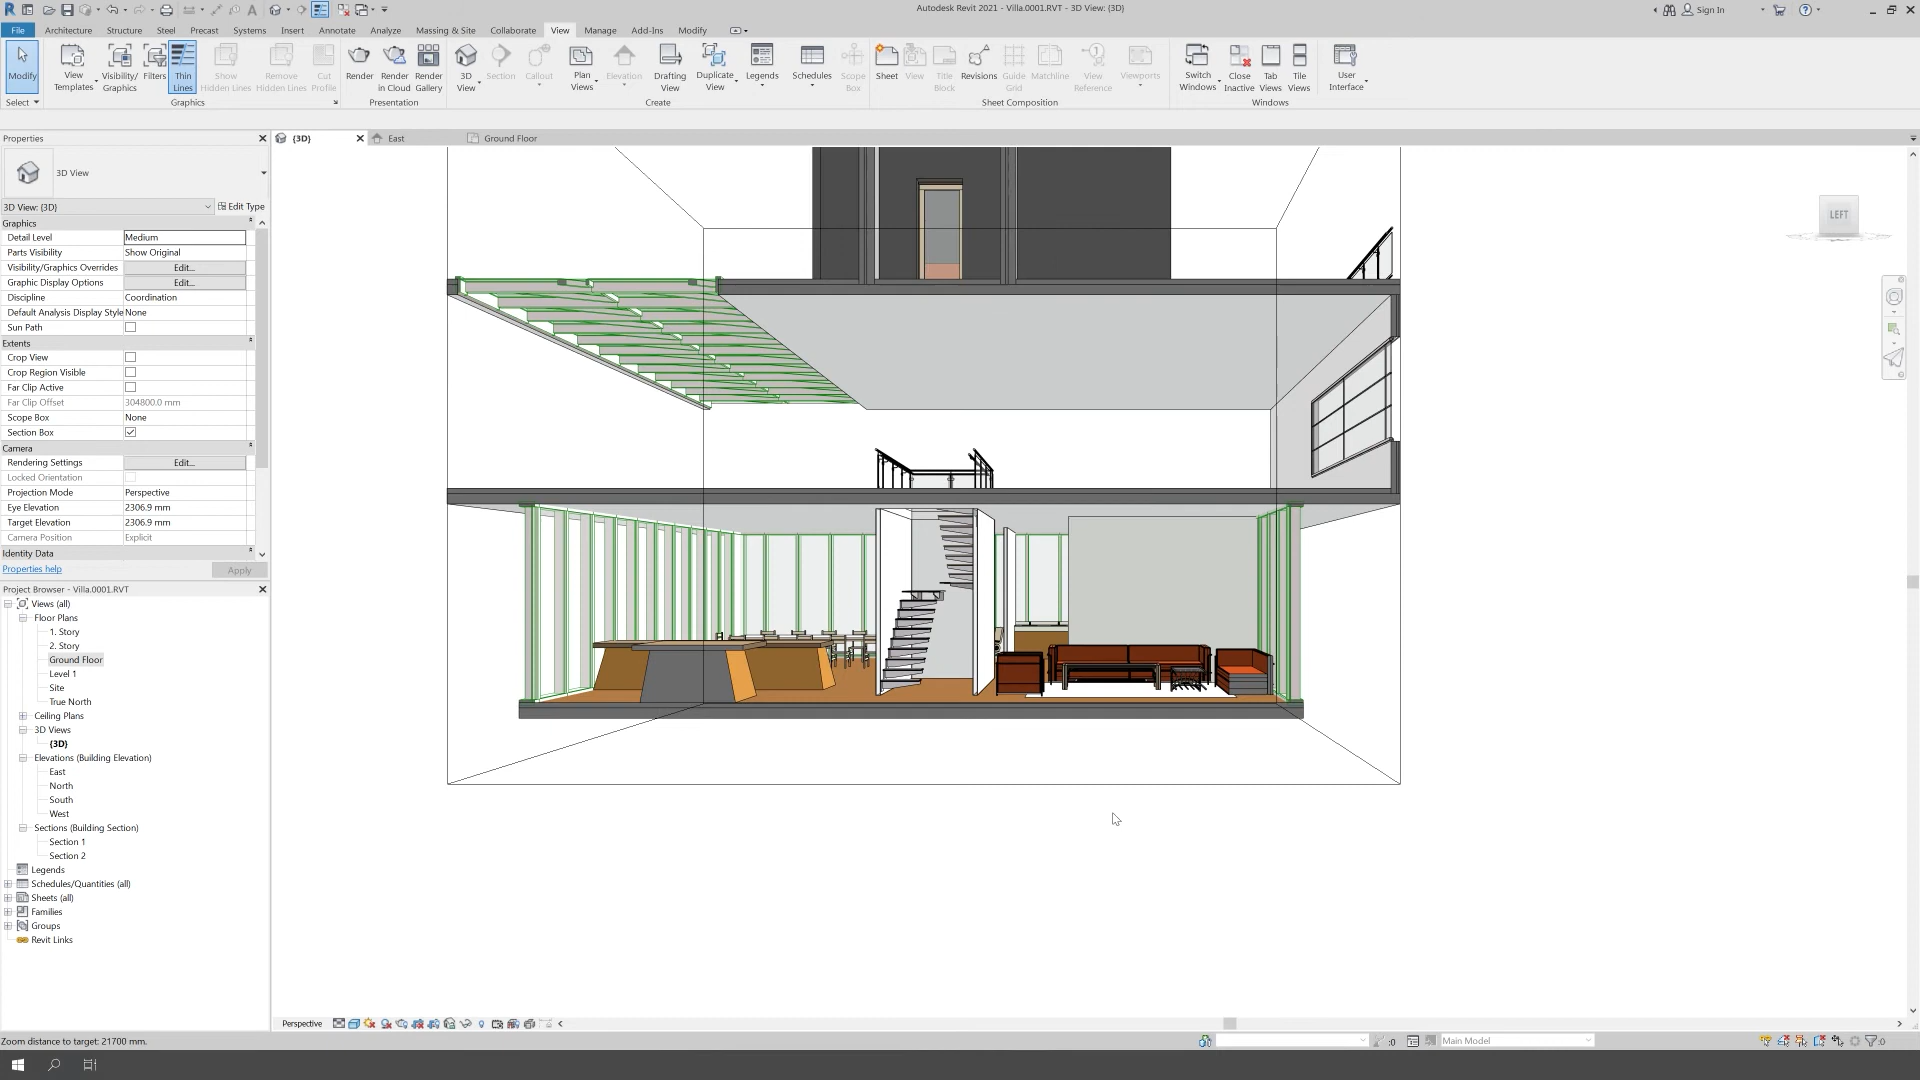 Autodesk Revit 2021 - Villa.0001.RVT - 3D View: {3D}
Sign In
File Architecture Structure Steel Precast Systems Insert Annotate Analyze Massing & Site Collaborate View Manage Add-Ins Modify
Modify
View Templates
Visibility/ Graphics
Filters
Thin Lines
Show Hidden Lines
Remove Hidden Lines
Cut Profile
Render
Render in Cloud
Render Gallery
3D View
Section
Callout
Plan Views
Elevation
Drafting View
Duplicate View
Legends
Schedules
Scope Box
Sheet
View
Title Block
Revisions
Guide Grid
Matchline
View Reference
Viewports
Switch Windows
Close Inactive
Tab Views
Tile Views
User Interface
Select Graphics Presentation Create Sheet Composition Windows
Properties
{3D} East Ground Floor
3D View
3D View: {3D} Edit Type
Graphics
Detail Level Medium
Parts Visibility Show Original
Visibility/Graphics Overrides Edit...
Graphic Display Options Edit...
Discipline Coordination
Default Analysis Display Style None
Sun Path
Extents
Crop View
Crop Region Visible
Far Clip Active
Far Clip Offset 304800.0 mm
Scope Box None
Section Box
Camera
Rendering Settings Edit...
Locked Orientation
Projection Mode Perspective
Eye Elevation 2306.9 mm
Target Elevation 2306.9 mm
Camera Position Explicit
Identity Data
Properties help Apply
Project Browser - Villa.0001.RVT
Views (all)
Floor Plans
1. Story
2. Story
Ground Floor
Level 1
Site
True North
Ceiling Plans
3D Views
{3D}
Elevations (Building Elevation)
East
North
South
West
Sections (Building Section)
Section 1
Section 2
Legends
Schedules/Quantities (all)
Sheets (all)
Families
Groups
Revit Links
LEFT
Perspective
Zoom distance to target: 21700 mm.
:0
Main Model
:0